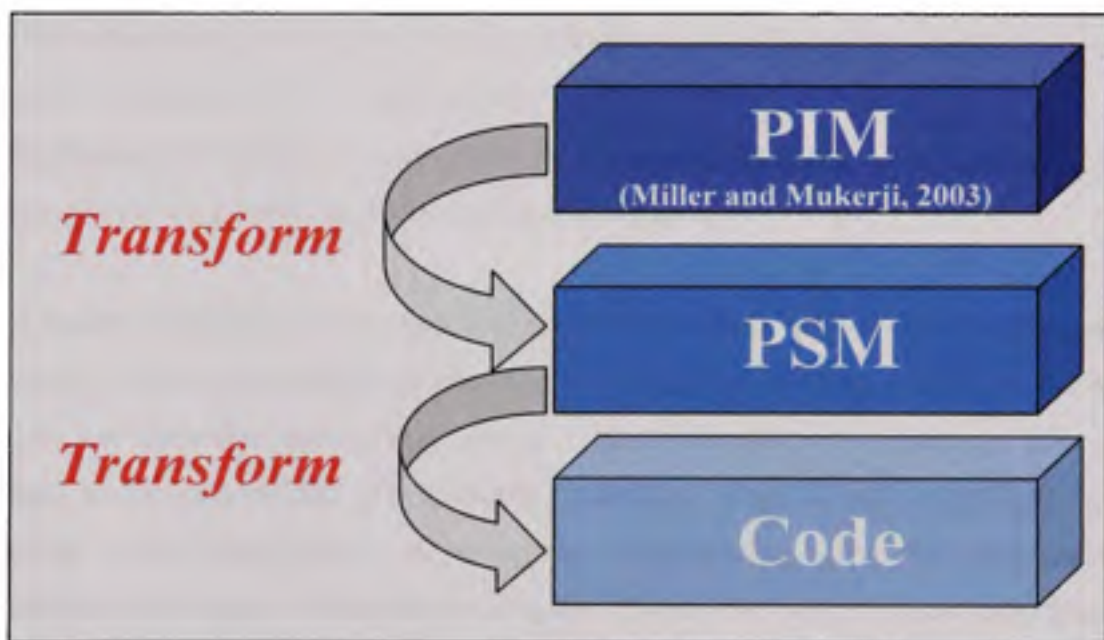 PIM
(Miller and Mukerji, 2003)
Transform
PSM
Transform
Code